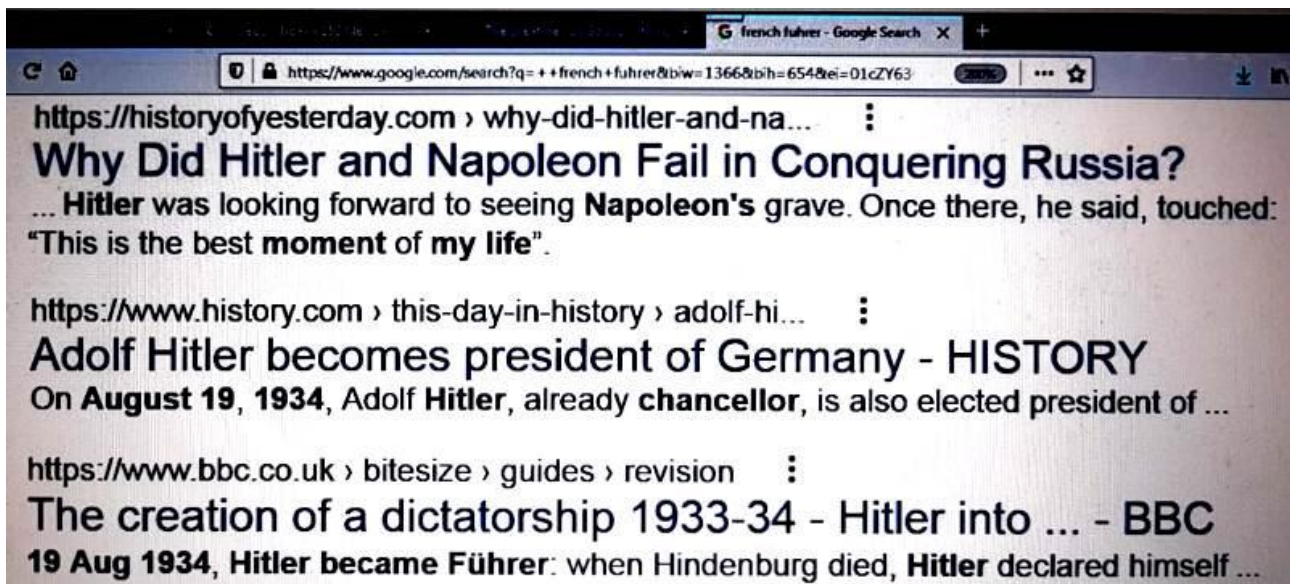 G french fuhrer - Google Search X +
https://www.google.com/search?q=++french+fuhrer&biw=1366&bih=654&ei=01cZY63 200% ...
https://historyofyesterday.com › why-did-hitler-and-na...
Why Did Hitler and Napoleon Fail in Conquering Russia?
... Hitler was looking forward to seeing Napoleon's grave. Once there, he said, touched:
“This is the best moment of my life”.
https://www.history.com › this-day-in-history › adolf-hi...
Adolf Hitler becomes president of Germany - HISTORY
On August 19, 1934, Adolf Hitler, already chancellor, is also elected president of ...
https://www.bbc.co.uk › bitesize › guides › revision
The creation of a dictatorship 1933-34 - Hitler into ... - BBC
19 Aug 1934, Hitler became Führer: when Hindenburg died, Hitler declared himself ...